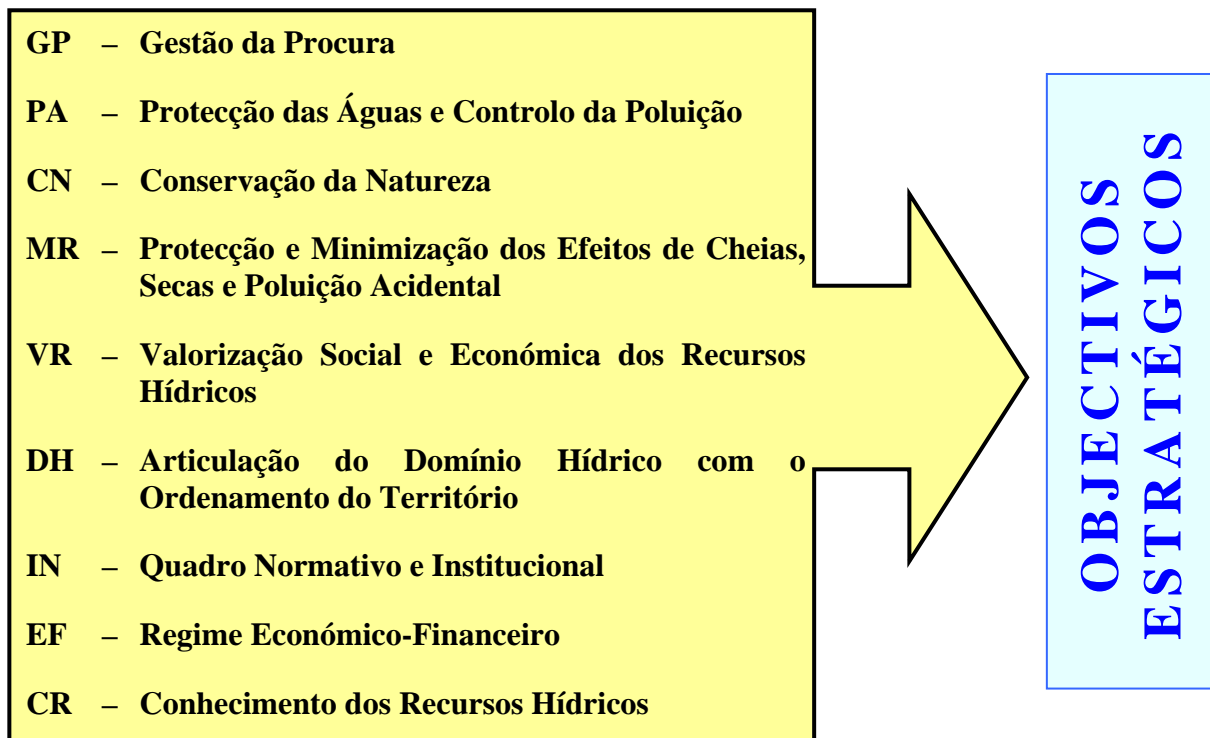 GP – Gestão da Procura
PA – Protecção das Águas e Controlo da Poluição
CN – Conservação da Natureza
MR – Protecção e Minimização dos Efeitos de Cheias,
Secas e Poluição Acidental
VR – Valorização Social e Económica dos Recursos
Hídricos
DH – Articulação do Domínio Hídrico com o
Ordenamento do Território
IN – Quadro Normativo e Institucional
EF – Regime Económico-Financeiro
CR – Conhecimento dos Recursos Hídricos
OBJECTIVOS
ESTRATÉGICOS